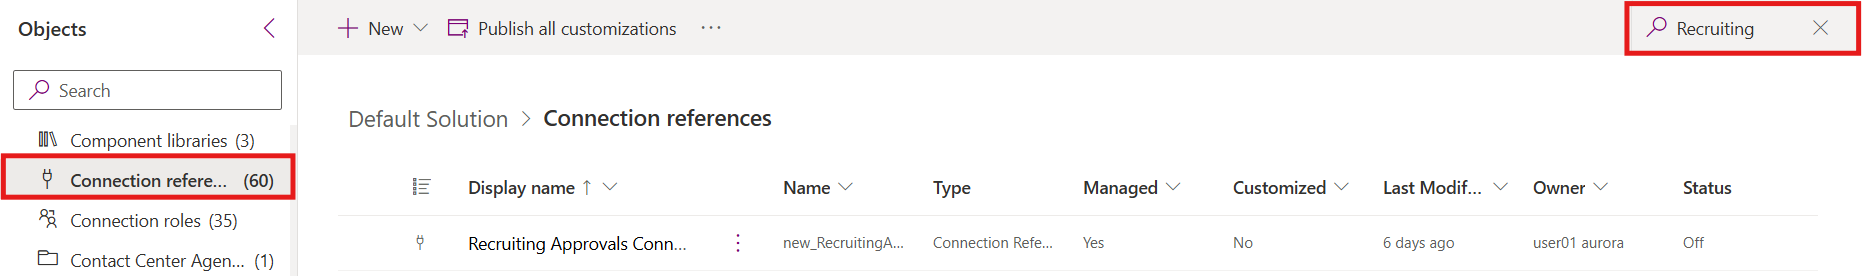 Objects
New
Publish all customizations
Recruiting
Search
Default Solution > Connection references
Component libraries (3)
Connection refere... (60)
Connection roles (35)
Contact Center Agen... (1)
Display name ↑ Name Type Managed Customized Last Modif... Owner Status
Recruiting Approvals Conn... new_RecruitingA... Connection Refe... Yes No 6 days ago user01 aurora Off